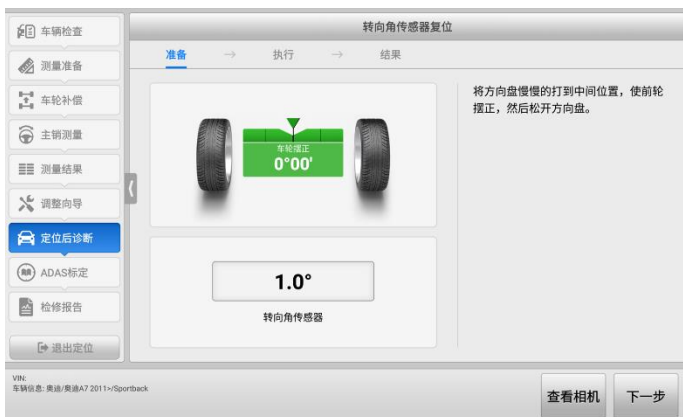 转向角传感器复位
车辆检查
测量准备
车轮补偿
主销测量
测量结果
调整向导
定位后诊断
ADAS标定
检修报告
退出定位
准备 → 执行 → 结果
车轮摆正
0°00'
1.0°
转向角传感器
将方向盘慢慢的打到中间位置，使前轮
摆正，然后松开方向盘。
VIN:
车辆信息: 奥迪/奥迪A7 2011>/Sportback
查看相机
下一步